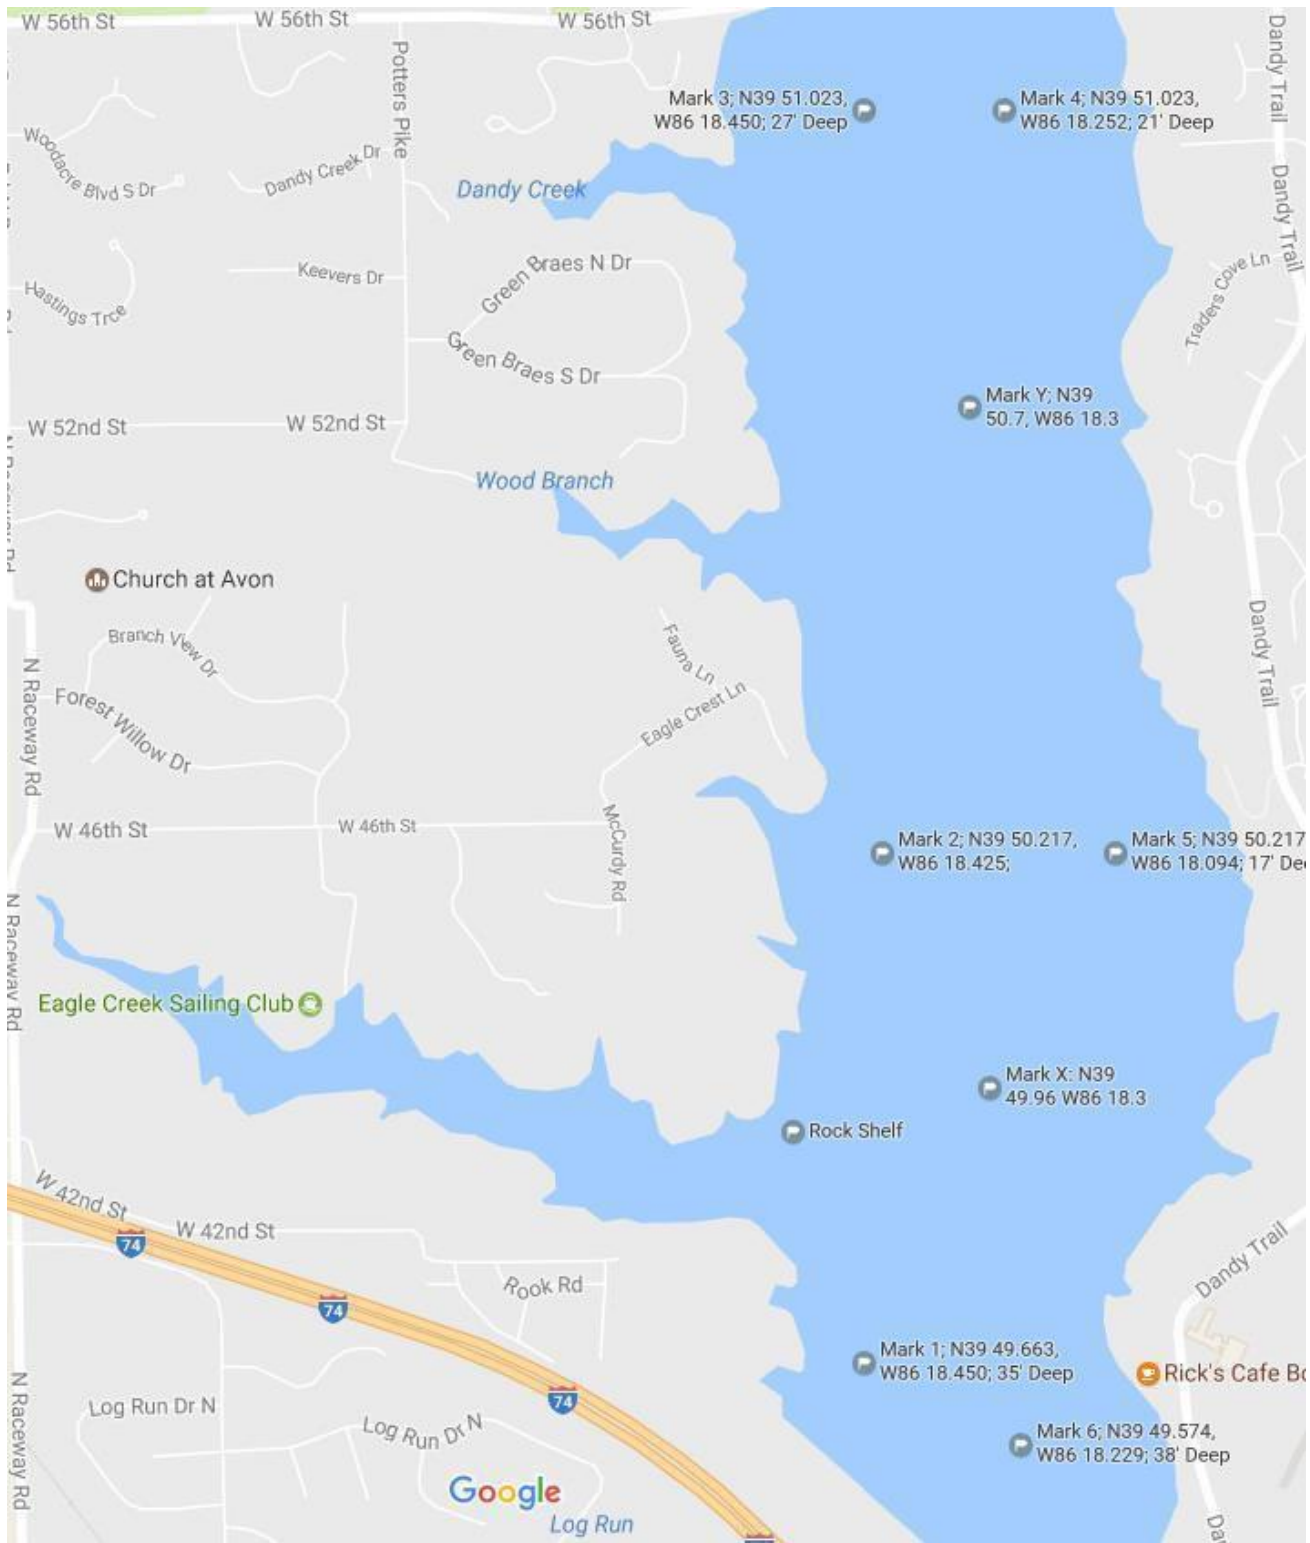 W 56th St
W 56th St
W 56th St
Potters Pike
Dandy Trail
Mark 3; N39 51.023,
W86 18.450; 27' Deep
Mark 4; N39 51.023,
W86 18.252; 21' Deep
Woodacre Blvd S Dr
Dandy Creek Dr
Dandy Creek
Dandy Trail
Keevers Dr
Green Braes N Dr
Traders Cove Ln
Hastings Trce
Green Braes S Dr
Mark Y; N39
50.7, W86 18.3
W 52nd St
W 52nd St
Wood Branch
Church at Avon
Dandy Trail
Branch View Dr
Fauna Ln
N Raceway Rd
Forest Willow Dr
Eagle Crest Ln
W 46th St
W 46th St
McCurdy Rd
Mark 2; N39 50.217,
W86 18.425;
Mark 5; N39 50.217
W86 18.094; 17' Dee
N Raceway Rd
Eagle Creek Sailing Club
Mark X: N39
49.96 W86 18.3
Rock Shelf
W 42nd St
W 42nd St
74
Dandy Trail
Rook Rd
74
Mark 1; N39 49.663,
W86 18.450; 35' Deep
Rick's Cafe Bo
N Raceway Rd
74
Log Run Dr N
Log Run Dr N
Mark 6; N39 49.574,
W86 18.229; 38' Deep
Google
Log Run